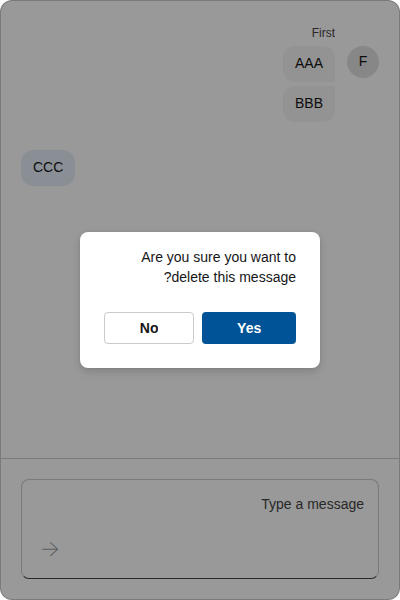 First
AAA
F
BBB
CCC
Are you sure you want to
?delete this message
Yes
No
Type a message